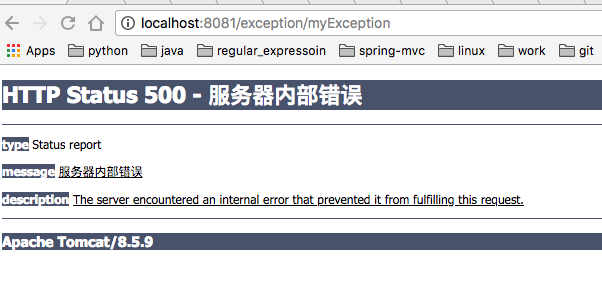 localhost:8081/exception/myException
Apps python java regular_expressoin spring-mvc linux work git
HTTP Status 500 - 服务器内部错误
type Status report
message 服务器内部错误
description The server encountered an internal error that prevented it from fulfilling this request.
Apache Tomcat/8.5.9